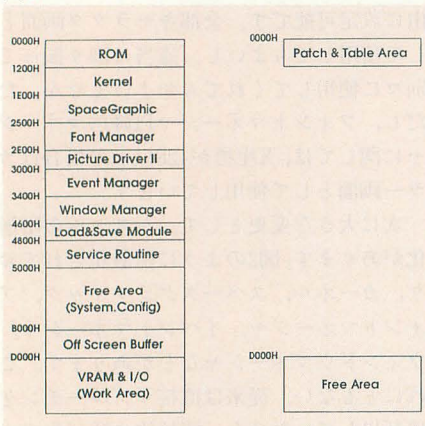 0000H
ROM
1200H
Kernel
1E00H
SpaceGraphic
2500H
Font Manager
2E00H
Picture Driver II
3000H
Event Manager
3400H
Window Manager
4600H
Load&Save Module
4800H
Service Routine
5000H
Free Area
(System.Config)
B000H
Off Screen Buffer
D000H
VRAM & I/O
(Work Area)
0000H
Patch & Table Area
D000H
Free Area